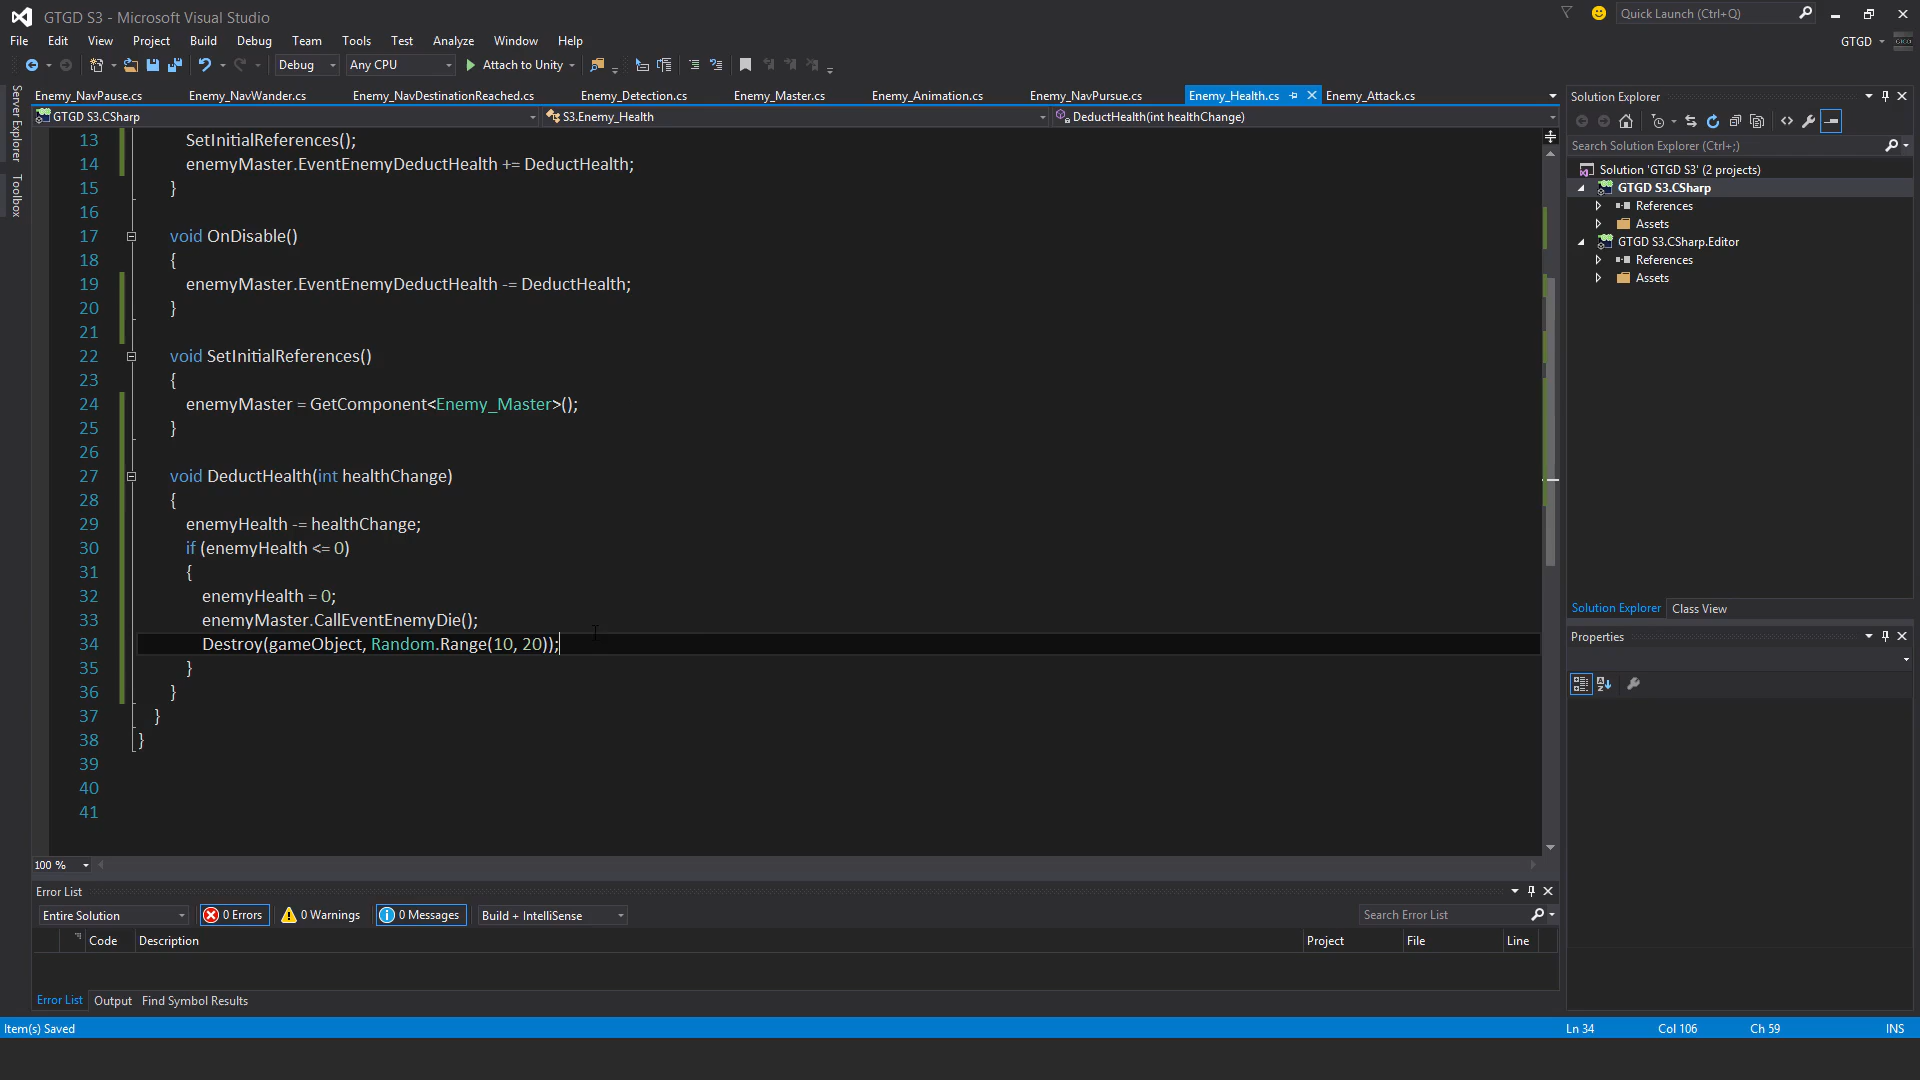 GTGD S3 - Microsoft Visual Studio
Quick Launch (Ctrl+Q)
File Edit View Project Build Debug Team Tools Test Analyze Window Help
GTGD
Debug Any CPU Attach to Unity
Server Explorer
Toolbox
Enemy_NavPause.cs Enemy_NavWander.cs Enemy_NavDestinationReached.cs Enemy_Detection.cs Enemy_Master.cs Enemy_Animation.cs Enemy_NavPursue.cs Enemy_Health.cs Enemy_Attack.cs
GTGD S3.CSharp S3.Enemy_Health DeductHealth(int healthChange)
13 SetInitialReferences();
14 enemyMaster.EventEnemyDeductHealth += DeductHealth;
15 }
16
17 void OnDisable()
18 {
19 enemyMaster.EventEnemyDeductHealth -= DeductHealth;
20 }
21
22 void SetInitialReferences()
23 {
24 enemyMaster = GetComponent<Enemy_Master>();
25 }
26
27 void DeductHealth(int healthChange)
28 {
29 enemyHealth -= healthChange;
30 if (enemyHealth <= 0)
31 {
32 enemyHealth = 0;
33 enemyMaster.CallEventEnemyDie();
34 Destroy(gameObject, Random.Range(10, 20));
35 }
36 }
37 }
38 }
39
40
41
100 %
Solution Explorer
Search Solution Explorer (Ctrl+;)
Solution 'GTGD S3' (2 projects)
GTGD S3.CSharp
References
Assets
GTGD S3.CSharp.Editor
References
Assets
Solution Explorer Class View
Properties
Error List
Entire Solution 0 Errors 0 Warnings 0 Messages Build + IntelliSense Search Error List
Code Description Project File Line
Error List Output Find Symbol Results
Item(s) Saved Ln 34 Col 106 Ch 59 INS